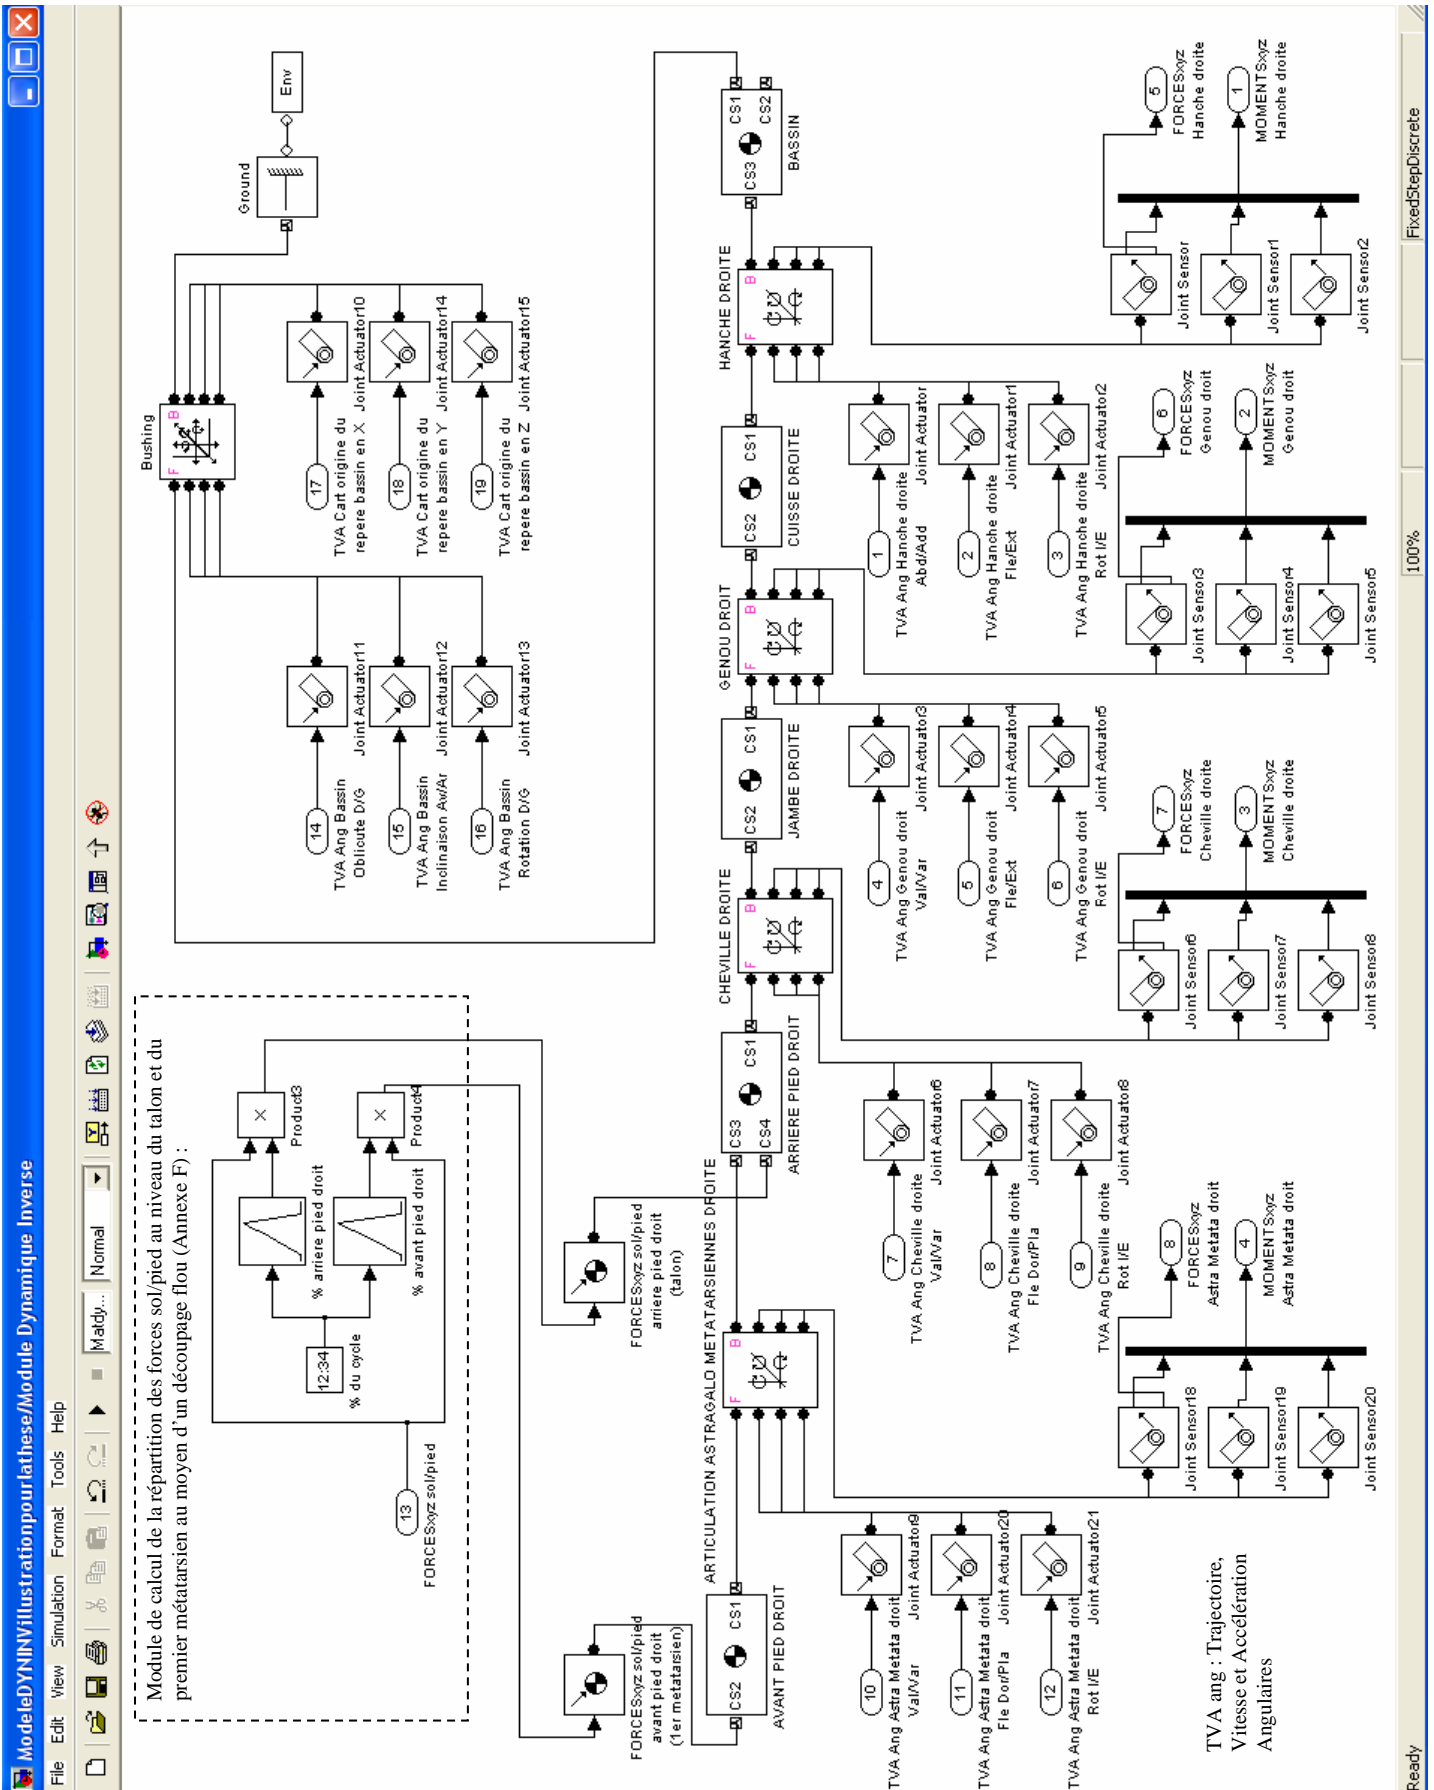 ModeleDYNINVillustrationpourlathese/Module Dynamique Inverse
File Edit View Simulation Format Tools Help
Matdy...
Normal
Module de calcul de la répartition des forces sol/pied au niveau du talon et du
premier métatarsien au moyen d'un découpage flou (Annexe F) :
13
FORCESxyz sol/pied
12:34
% du cycle
% arriere pied droit
% avant pied droit
×
Product3
×
Product4
Bushing
F
B
Ground
Env
14
TVA Ang Bassin
Oblicute D/G
Joint Actuator11
15
TVA Ang Bassin
Inclinaison Av/Ar
Joint Actuator12
16
TVA Ang Bassin
Rotation D/G
Joint Actuator13
17
TVA Cart origine du
repere bassin en X
Joint Actuator10
18
TVA Cart origine du
repere bassin en Y
Joint Actuator14
19
TVA Cart origine du
repere bassin en Z
Joint Actuator15
FORCESxyz sol/pied
avant pied droit
(1er metatarsien)
FORCESxyz sol/pied
arriere pied droit
(talon)
CS2
CS1
AVANT PIED DROIT
ARTICULATION ASTRAGALO METATARSIENNES DROITE
F
B
CS3
CS4
CS1
ARRIERE PIED DROIT
CHEVILLE DROITE
F
B
CS2
CS1
JAMBE DROITE
GENOU DROIT
F
B
CS2
CS1
CUISSE DROITE
HANCHE DROITE
F
B
CS3
CS1
CS2
BASSIN
10
TVA Ang Astra Metata droit
Val/Var
Joint Actuator9
11
TVA Ang Astra Metata droit
Fle Dor/Pla
Joint Actuator20
12
TVA Ang Astra Metata droit
Rot I/E
Joint Actuator21
7
TVA Ang Cheville droite
Val/Var
Joint Actuator6
8
TVA Ang Cheville droite
Fle Dor/Pla
Joint Actuator7
9
TVA Ang Cheville droite
Rot I/E
Joint Actuator8
4
TVA Ang Genou droit
Val/Var
Joint Actuator3
5
TVA Ang Genou droit
Fle/Ext
Joint Actuator4
6
TVA Ang Genou droit
Rot I/E
Joint Actuator5
1
TVA Ang Hanche droite
Abd/Add
Joint Actuator
2
TVA Ang Hanche droite
Fle/Ext
Joint Actuator1
3
TVA Ang Hanche droite
Rot I/E
Joint Actuator2
Joint Sensor18
Joint Sensor19
Joint Sensor20
8
FORCESxyz
Astra Metata droit
4
MOMENTSxyz
Astra Metata droit
Joint Sensor6
Joint Sensor7
Joint Sensor8
7
FORCESxyz
Cheville droite
3
MOMENTSxyz
Cheville droite
Joint Sensor3
Joint Sensor4
Joint Sensor5
6
FORCESxyz
Genou droit
2
MOMENTSxyz
Genou droit
Joint Sensor
Joint Sensor1
Joint Sensor2
5
FORCESxyz
Hanche droite
1
MOMENTSxyz
Hanche droite
TVA ang : Trajectoire,
Vitesse et Accélération
Angulaires
Ready
100%
FixedStepDiscrete